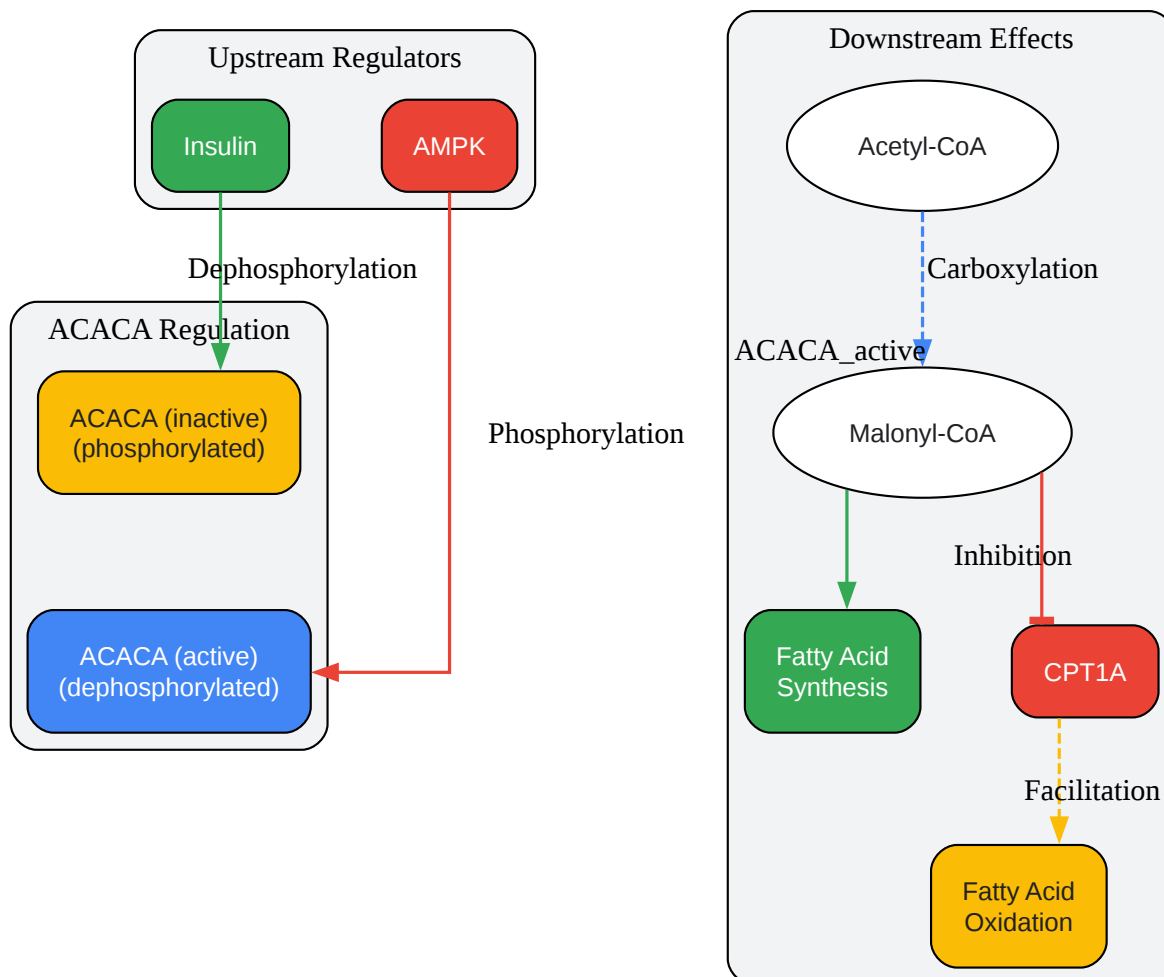 Upstream Regulators
Insulin
AMPK
Dephosphorylation
ACACA Regulation
ACACA (inactive)
(phosphorylated)
Phosphorylation
ACACA (active)
(dephosphorylated)
Downstream Effects
Acetyl-CoA
Carboxylation
ACACA_active
Malonyl-CoA
Inhibition
Fatty Acid
Synthesis
CPT1A
Facilitation
Fatty Acid
Oxidation